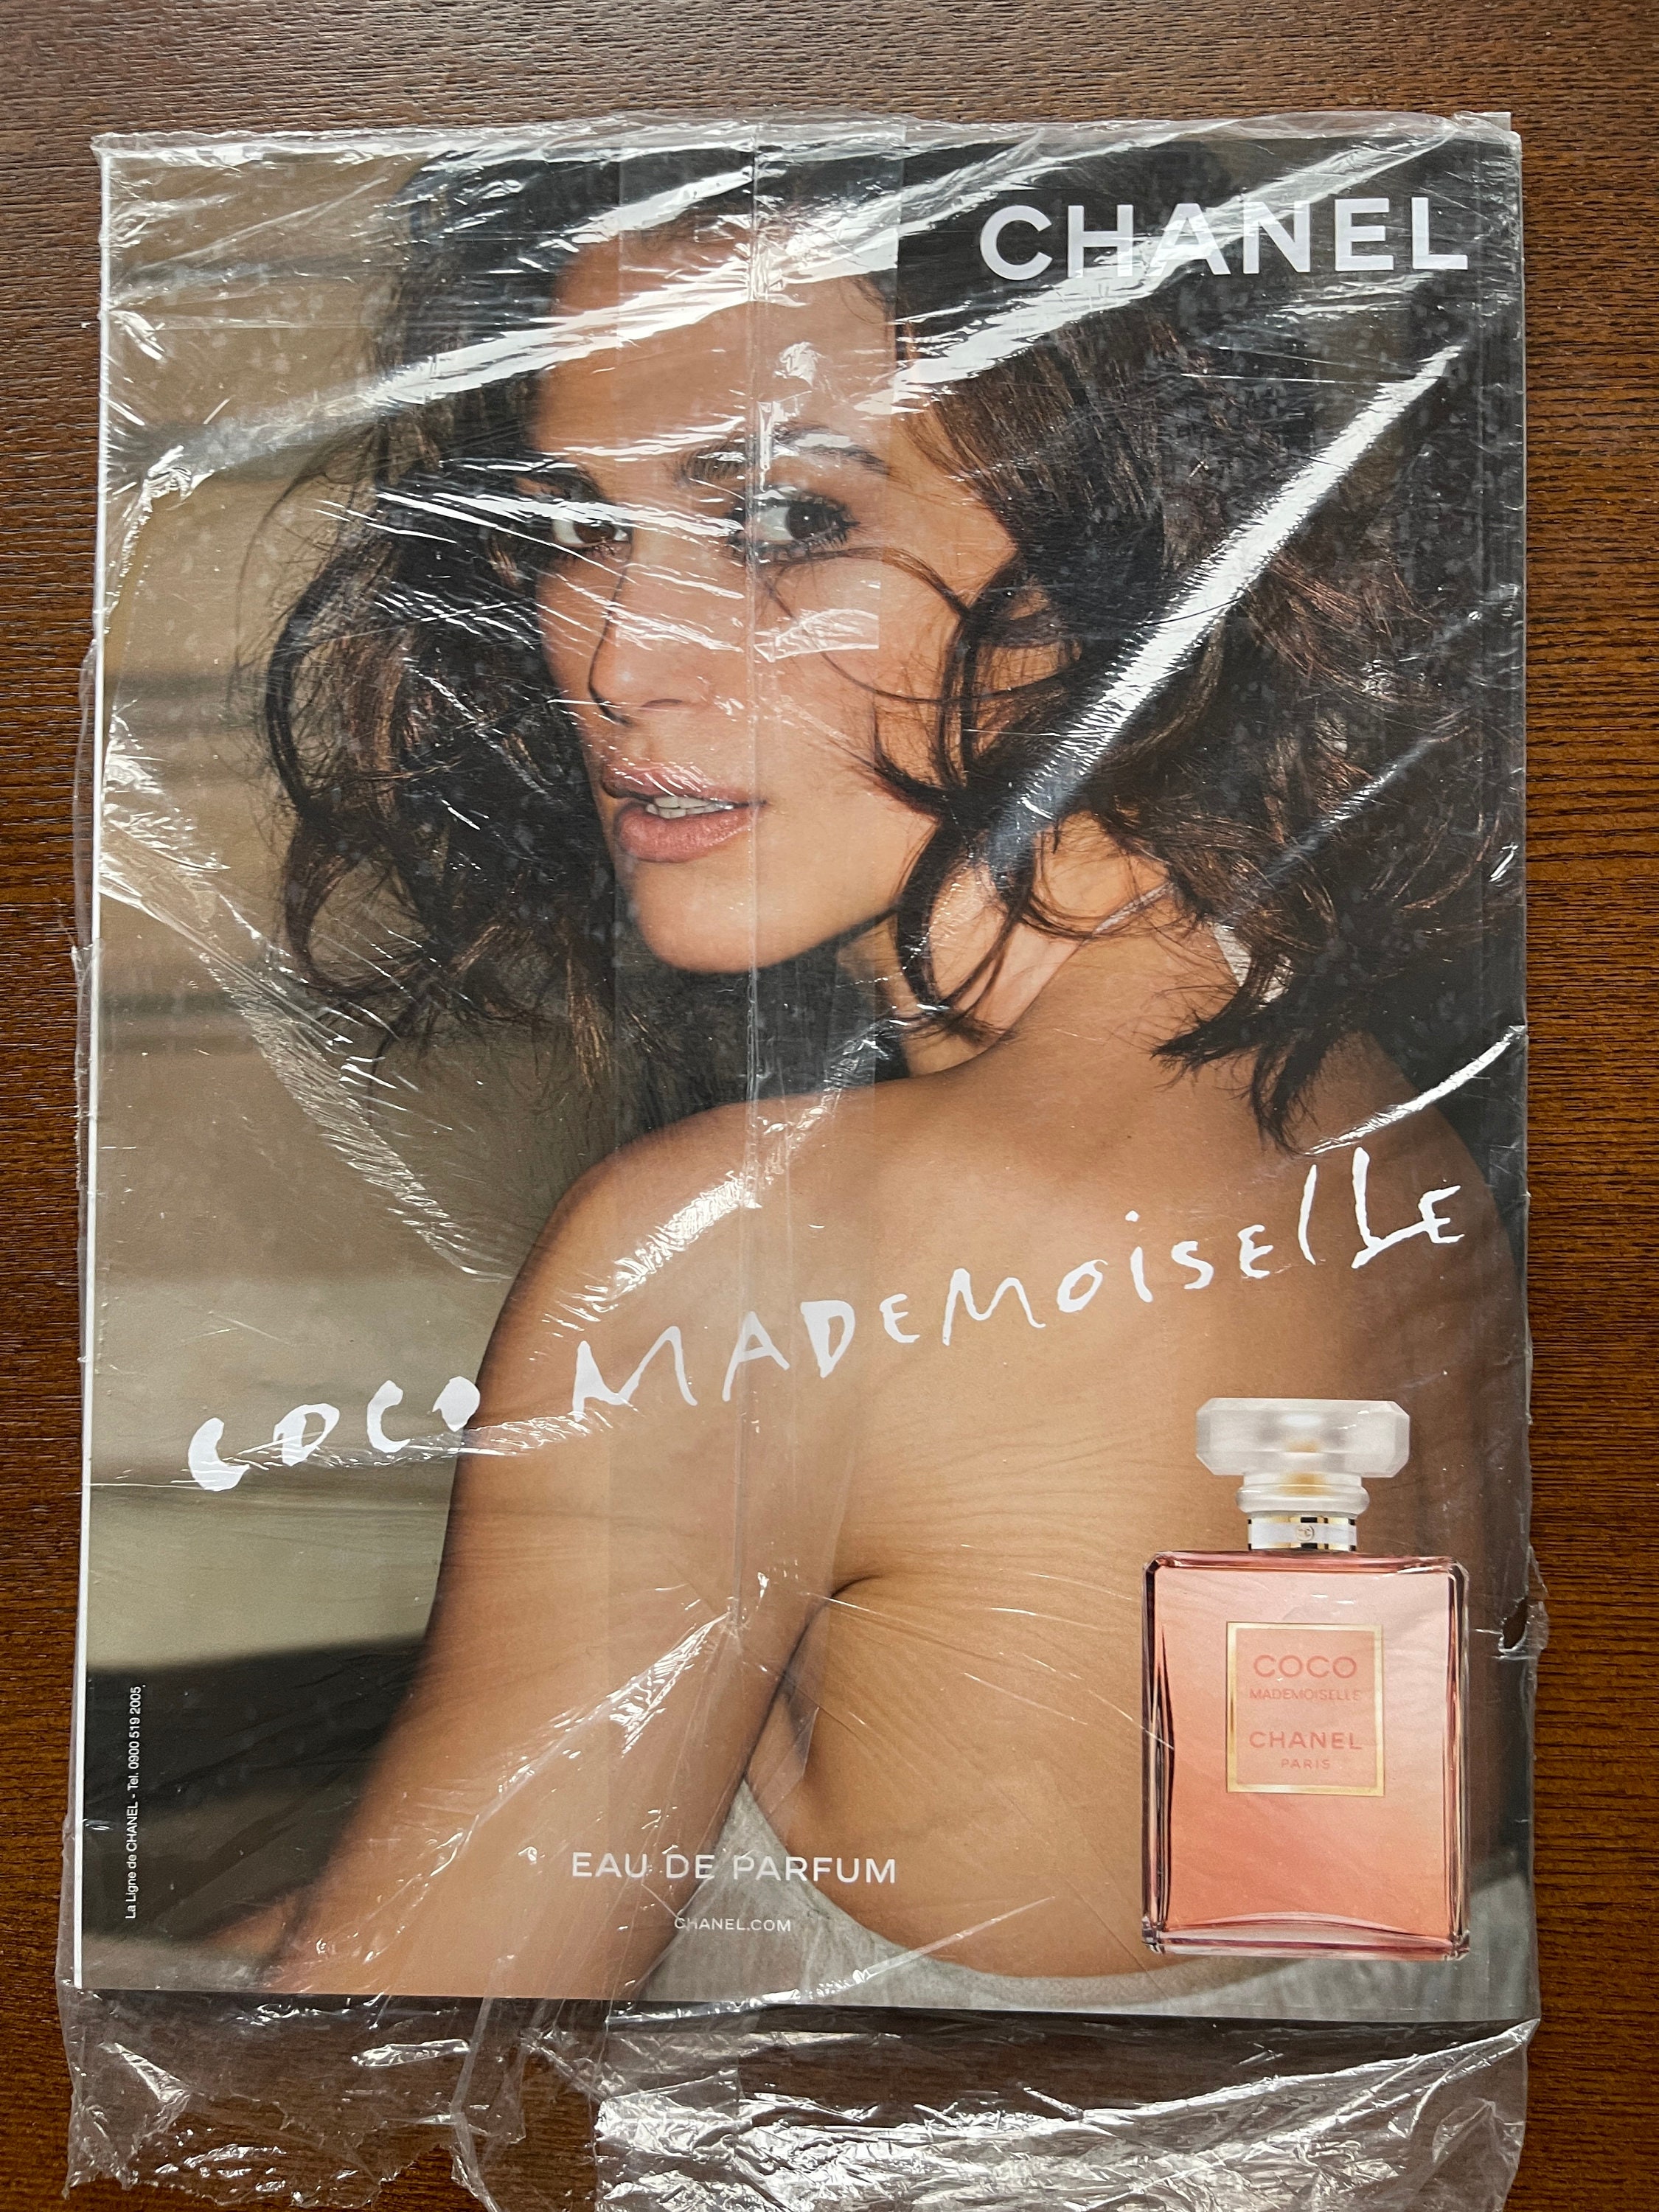 CHANEL
COCO MADEMOISELLE
COCO
MADEMOISELLE
CHANEL
PARIS
La Ligne de CHANEL - Tel. 0900 519 2005
EAU DE PARFUM
CHANEL.COM